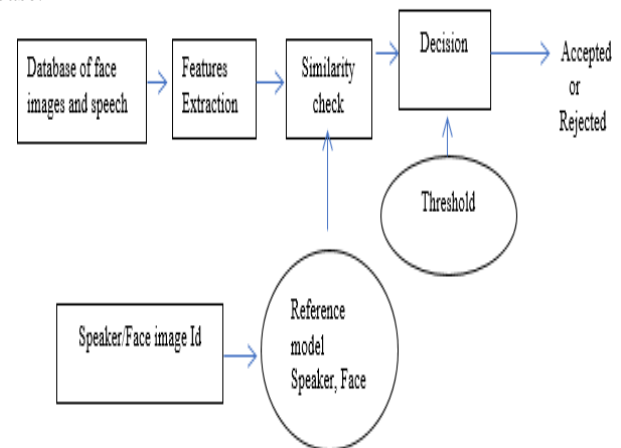 Database of face
images and speech
Features
Extraction
Similarity
check
Decision
Accepted
or
Rejected
Threshold
Speaker/Face image Id
Reference
model
Speaker, Face